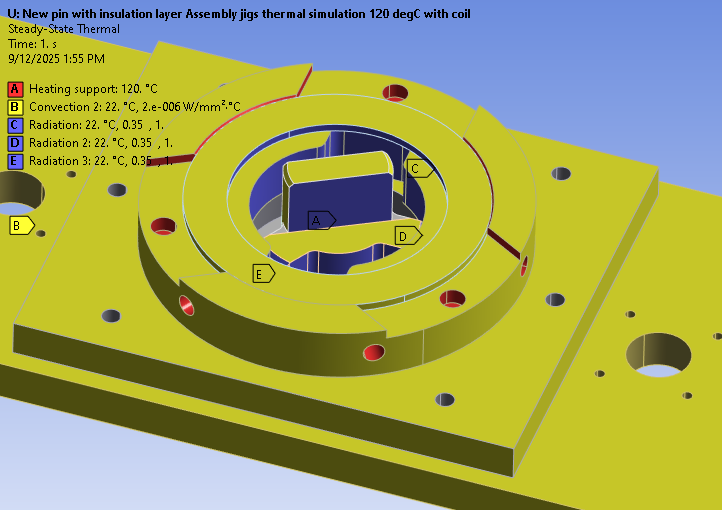 U: New pin with insulation layer Assembly jigs thermal simulation 120 degC with coil
Steady-State Thermal
Time: 1. s
9/12/2025 1:55 PM
A Heating support: 120. °C
B Convection 2: 22. °C, 2.e-006 W/mm²·°C
C Radiation: 22. °C, 0.35 , 1.
D Radiation 2: 22. °C, 0.35 , 1.
E Radiation 3: 22. °C, 0.35 , 1.
C
A
B
D
E